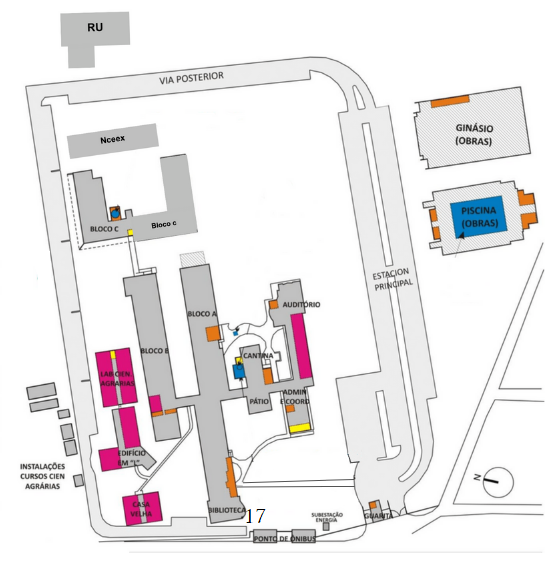 RU
VIA POSTERIOR
GINÁSIO
(OBRAS)
Nceex
PISCINA
(OBRAS)
BLOCO C
Bloco c
ESTACION
PRINCIPAL
AUDITÓRIO
BLOCO A
BLOCO B
CANTINA
LAB CIEN
AGRÁRIAS
ADMIN
E COORD
PÁTIO
EDIFÍCIO
EM "L"
INSTALAÇÕES
CURSOS CIEN
AGRÁRIAS
N
CASA
VELHA
BIBLIOTECA
17
SUBESTAÇÃO
ENERGIA
GUARITA
PONTO DE ÔNIBUS